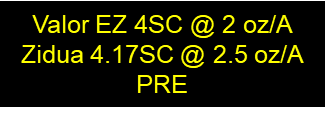 Valor EZ 4SC @ 2 oz/A
Zidua 4.17SC @ 2.5 oz/A
PRE